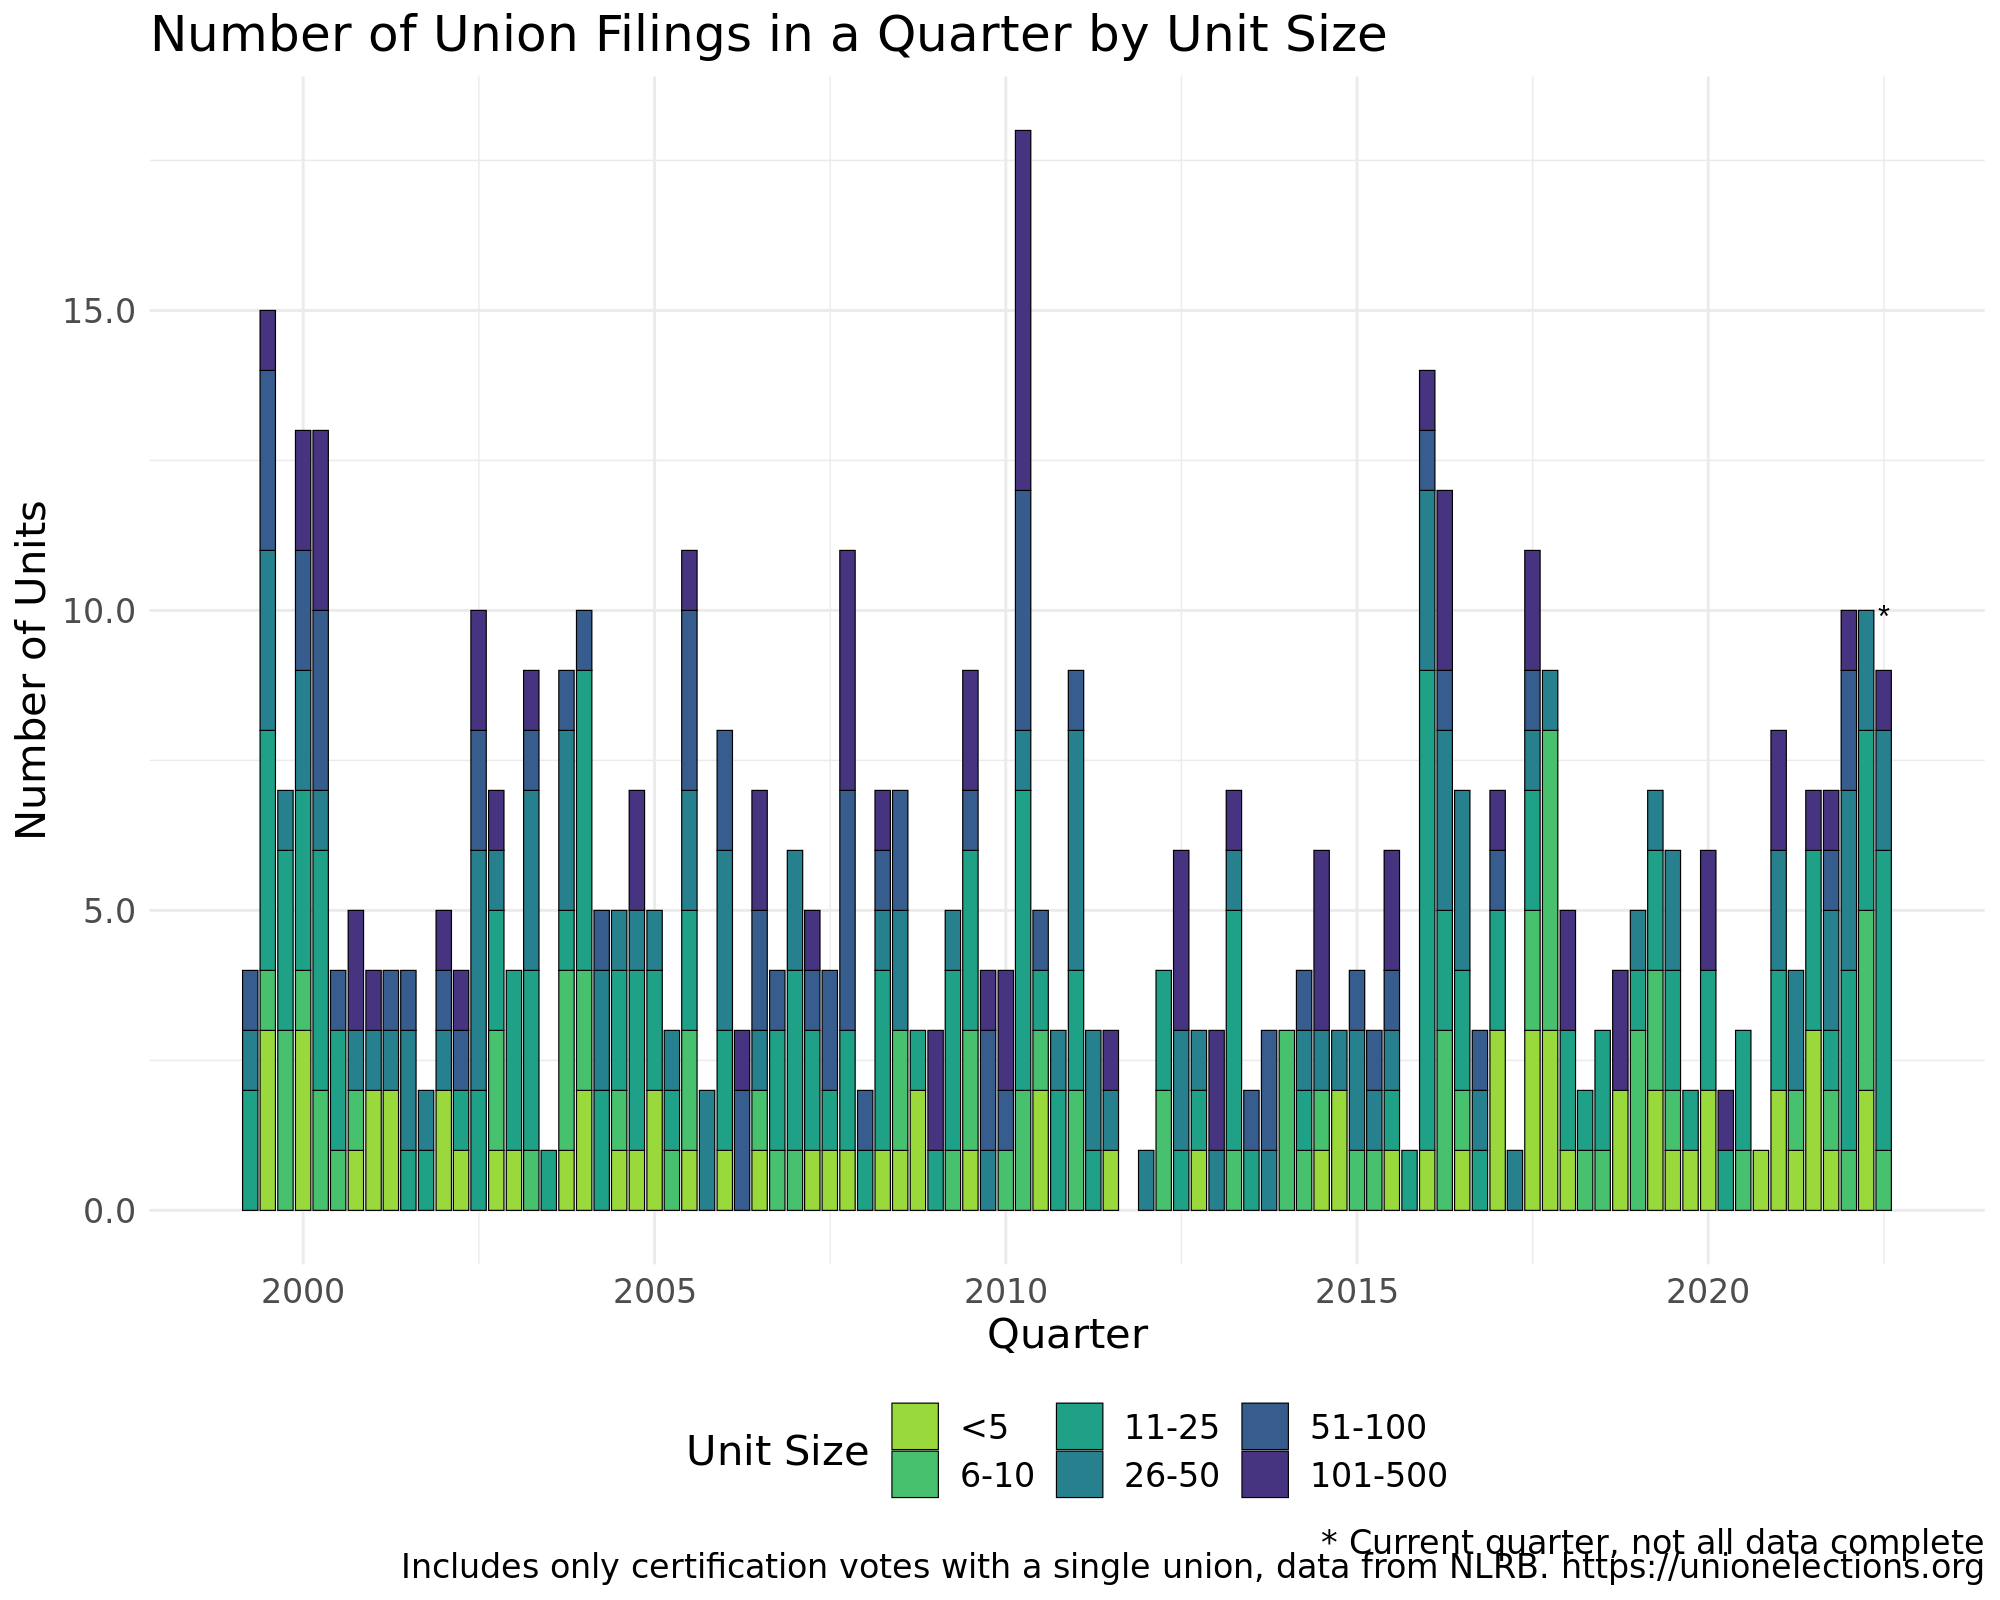 Number of Union Filings in a Quarter by Unit Size
Number of Units
15.0
10.0
5.0
0.0
*
2000 2005 2010 2015 2020
Quarter
Unit Size
<5 11-25 51-100
6-10 26-50 101-500
* Current quarter, not all data complete
Includes only certification votes with a single union, data from NLRB. https://unionelections.org